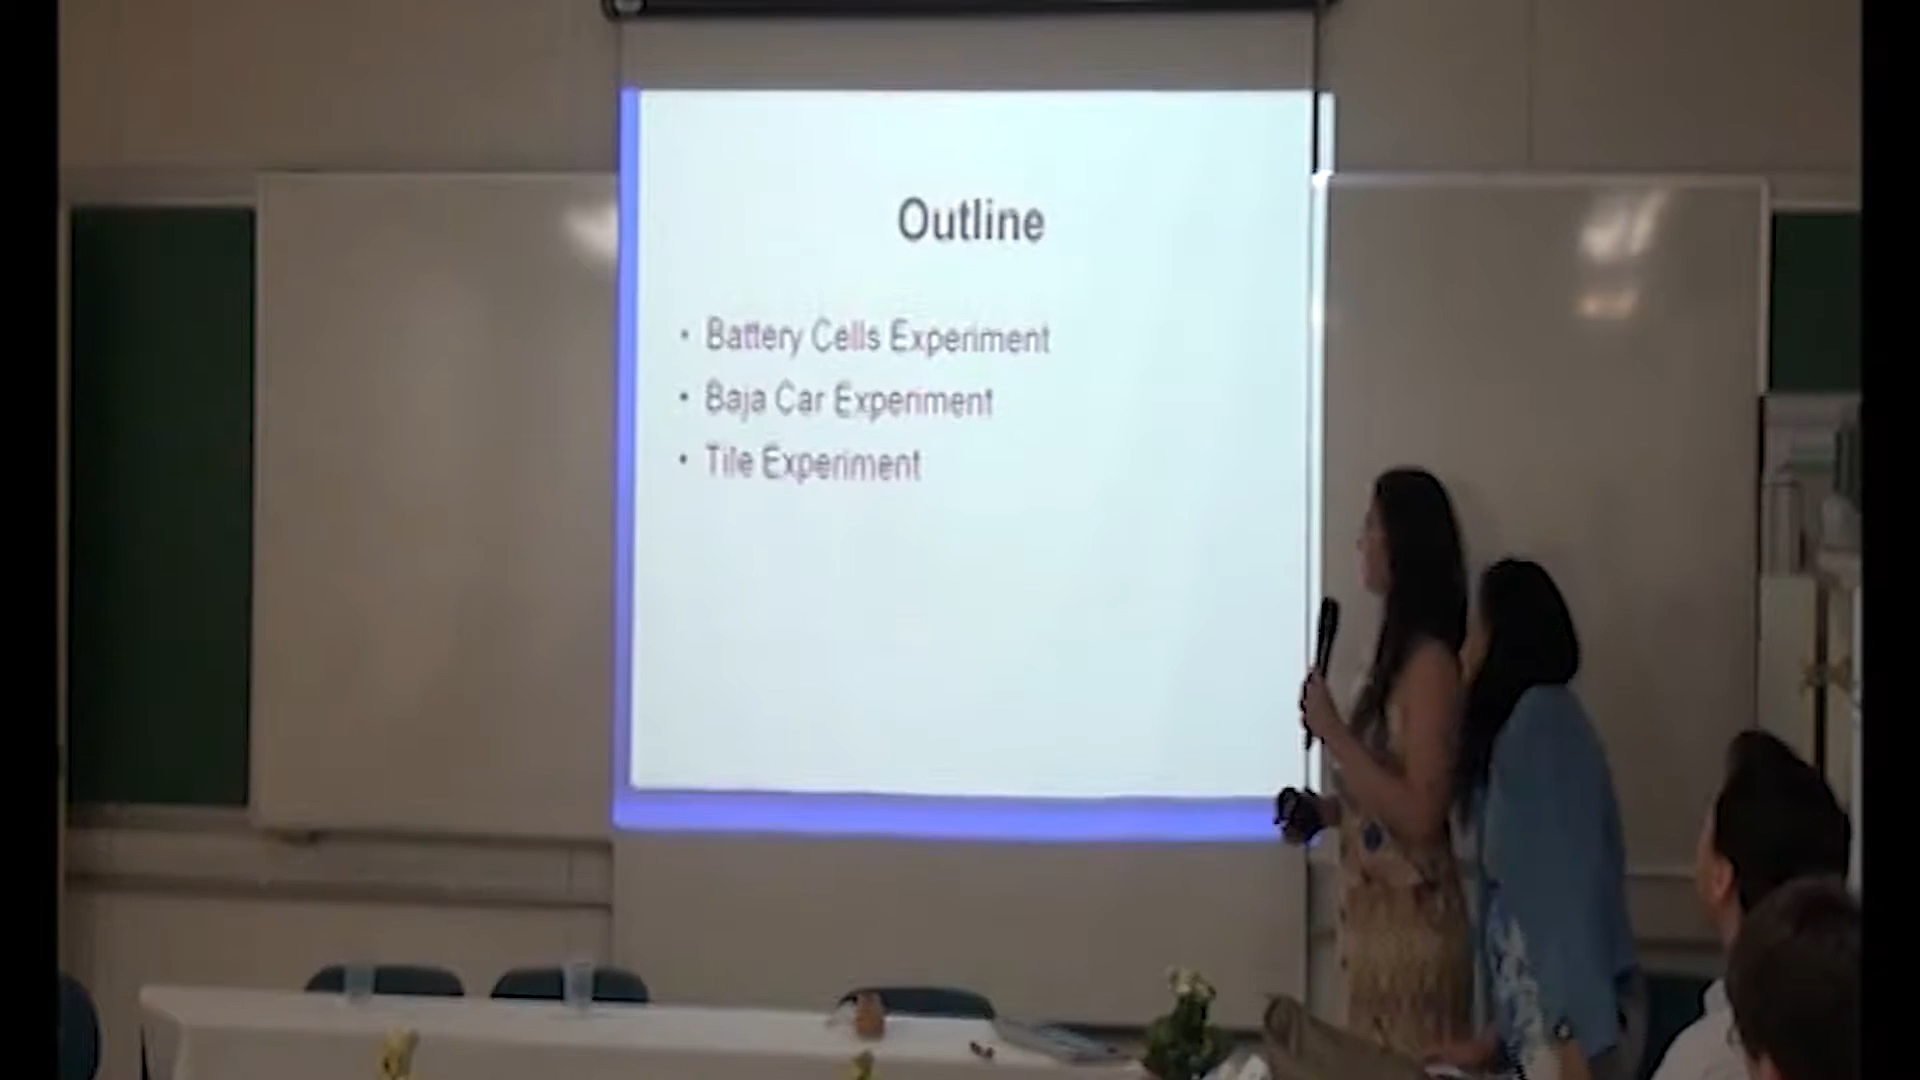 Outline
• Battery Cells Experiment
• Baja Car Experiment
• Tile Experiment